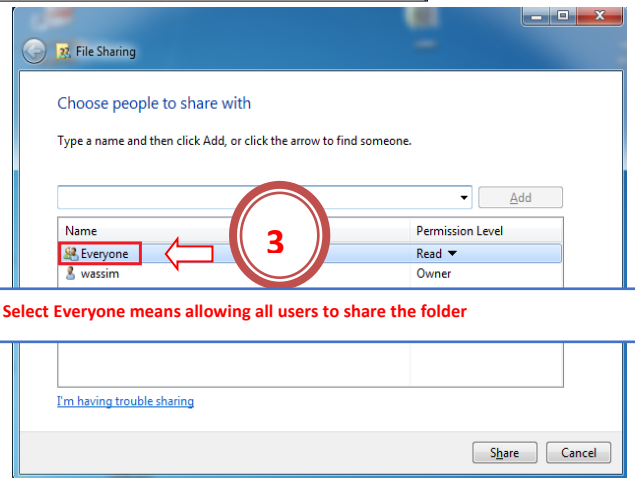 File Sharing
Choose people to share with
Type a name and then click Add, or click the arrow to find someone.
Add
Name Permission Level
Everyone Read
3
wassim Owner
Select Everyone means allowing all users to share the folder
I'm having trouble sharing
Share Cancel